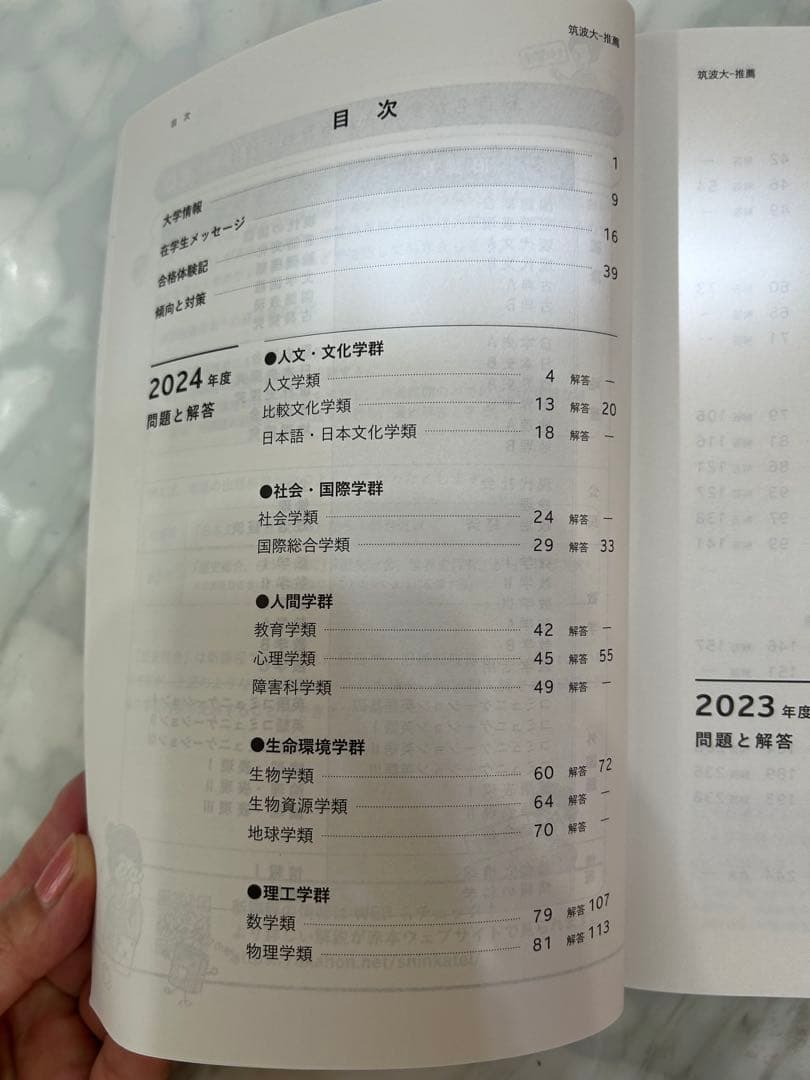 筑波大-推薦
目次
目 次
大学情報 1
在学生メッセージ 9
合格体験記 16
傾向と対策 39
2024年度
問題と解答
●人文・文化学群
人文学類 4 解答 —
比較文化学類 13 解答 20
日本語・日本文化学類 18 解答 —
●社会・国際学群
社会学類 24 解答 —
国際総合学類 29 解答 33
●人間学群
教育学類 42 解答 —
心理学類 45 解答 55
障害科学類 49 解答 —
●生命環境学群
生物学類 60 解答 72
生物資源学類 64 解答 —
地球学類 70 解答 —
●理工学群
数学類 79 解答 107
物理学類 81 解答 113
筑波大-推薦
2023年度
問題と解答